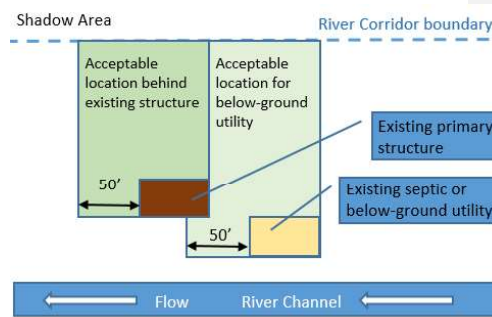 Shadow Area
River Corridor boundary
Acceptable
location behind
existing structure
Acceptable
location for
below-ground
utility
Existing primary
structure
50’
Existing septic or
below-ground utility
50’
Flow
River Channel